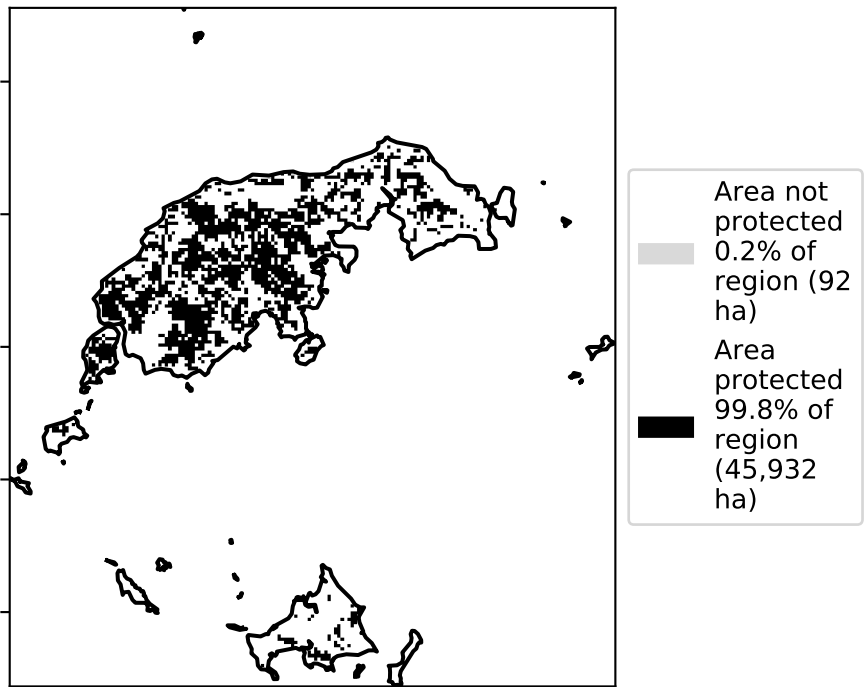 Area not
protected
0.2% of
region (92
ha)
Area
protected
99.8% of
region
(45,932
ha)